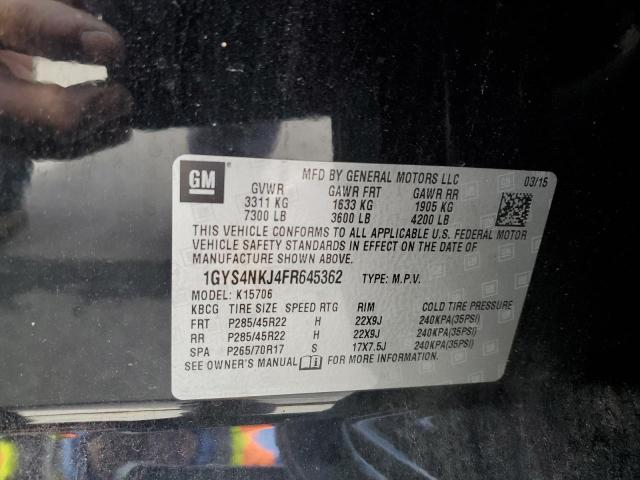 GM
MFD BY GENERAL MOTORS LLC
03/15
GVWR GAWR FRT GAWR RR
3311 KG 1633 KG 1905 KG
7300 LB 3600 LB 4200 LB
THIS VEHICLE CONFORMS TO ALL APPLICABLE U.S. FEDERAL MOTOR
VEHICLE SAFETY STANDARDS IN EFFECT ON THE DATE OF
MANUFACTURE SHOWN ABOVE.
1GYS4NKJ4FR645362 TYPE: M.P.V.
MODEL: K15706
KBCG TIRE SIZE SPEED RTG RIM COLD TIRE PRESSURE
FRT P285/45R22 H 22X9J 240KPA(35PSI)
RR P285/45R22 H 22X9J 240KPA(35PSI)
SPA P265/70R17 S 17X7.5J 240KPA(35PSI)
SEE OWNER'S MANUAL FOR MORE INFORMATION.